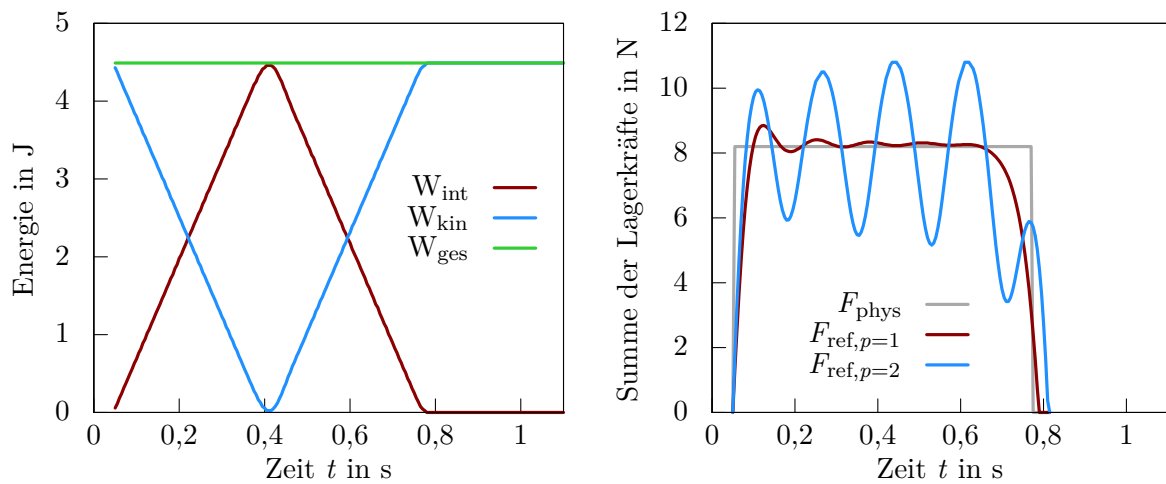 Energie in J
5
4
3
2
1
0
0 0,2 0,4 0,6 0,8 1
Zeit t in s
W_int
W_kin
W_ges
Summe der Lagerkräfte in N
12
10
8
6
4
2
0
0 0,2 0,4 0,6 0,8 1
Zeit t in s
F_phys
F_ref,p=1
F_ref,p=2